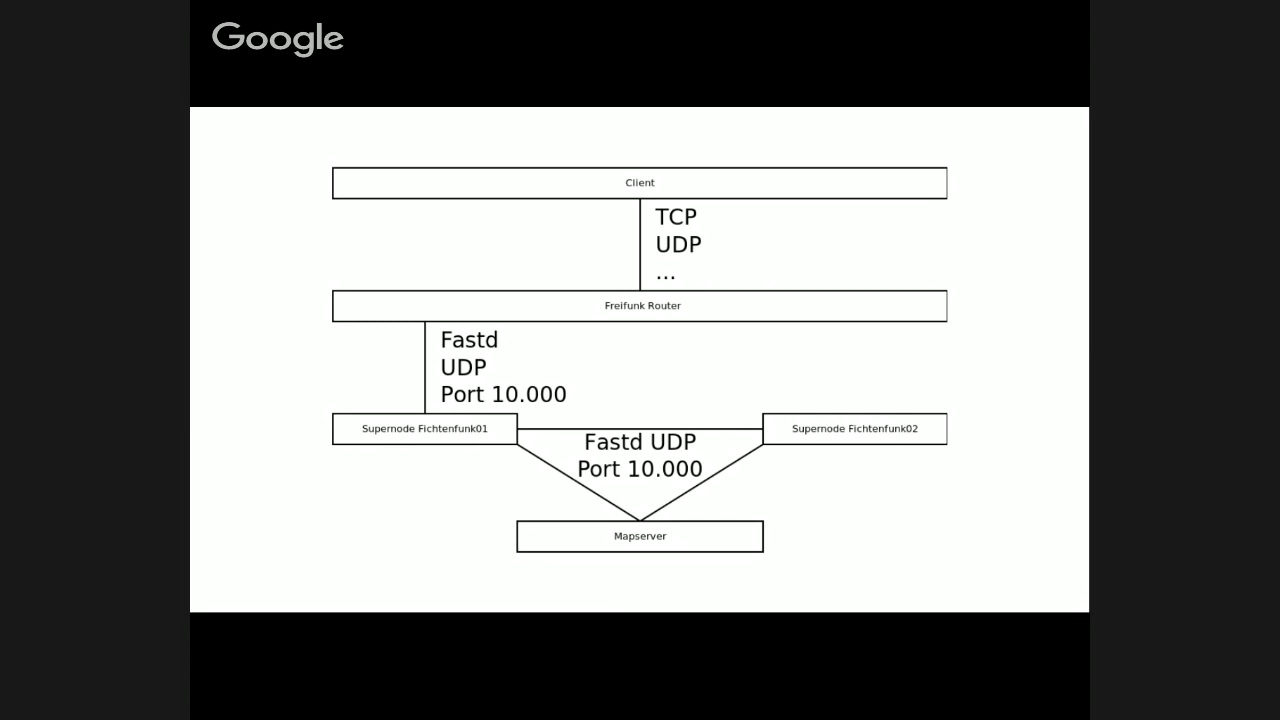 Google
Client
TCP
UDP
...
Freifunk Router
Fastd
UDP
Port 10.000
Supernode Fichtenfunk01
Supernode Fichtenfunk02
Fastd UDP
Port 10.000
Mapserver